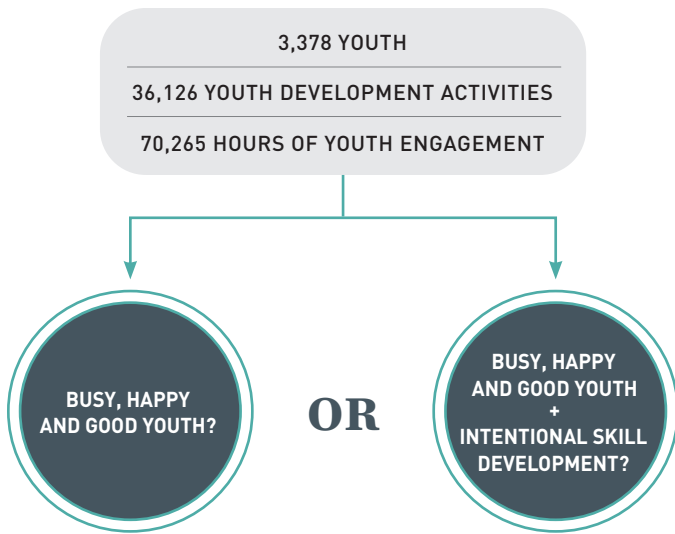 3,378 YOUTH
36,126 YOUTH DEVELOPMENT ACTIVITIES
70,265 HOURS OF YOUTH ENGAGEMENT
BUSY, HAPPY
AND GOOD YOUTH?
OR
BUSY, HAPPY
AND GOOD YOUTH
+
INTENTIONAL SKILL
DEVELOPMENT?